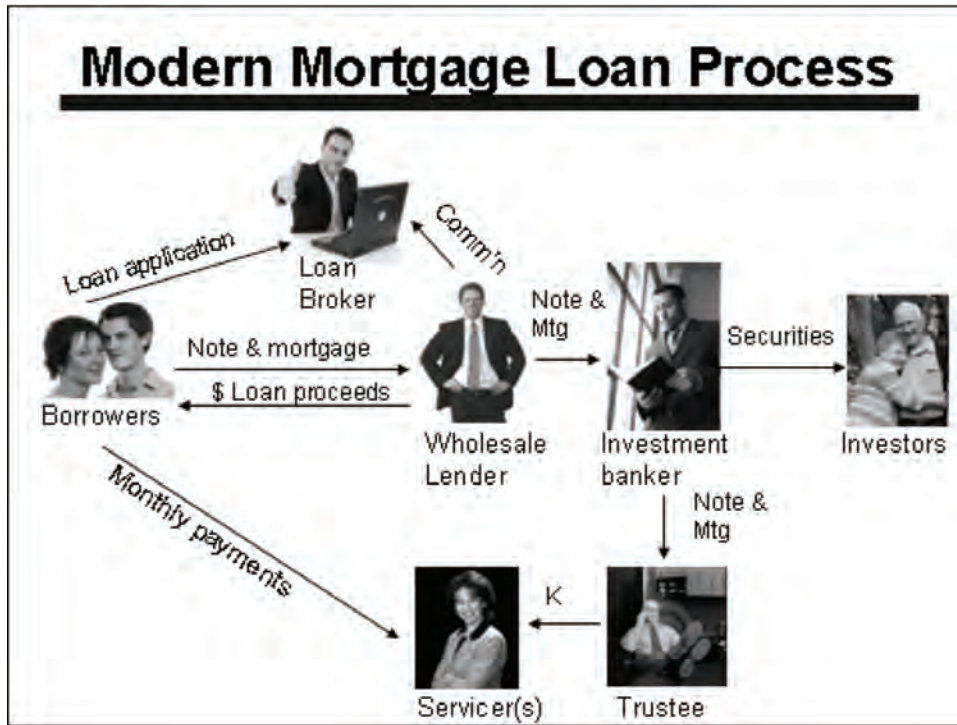 Modern Mortgage Loan Process
Loan application
Loan
Broker
Comm'n
Note & mortgage
$ Loan proceeds
Borrowers
Wholesale
Lender
Note &
Mtg
Investment
banker
Securities
Investors
Monthly payments
Note &
Mtg
K
Servicer(s)
Trustee